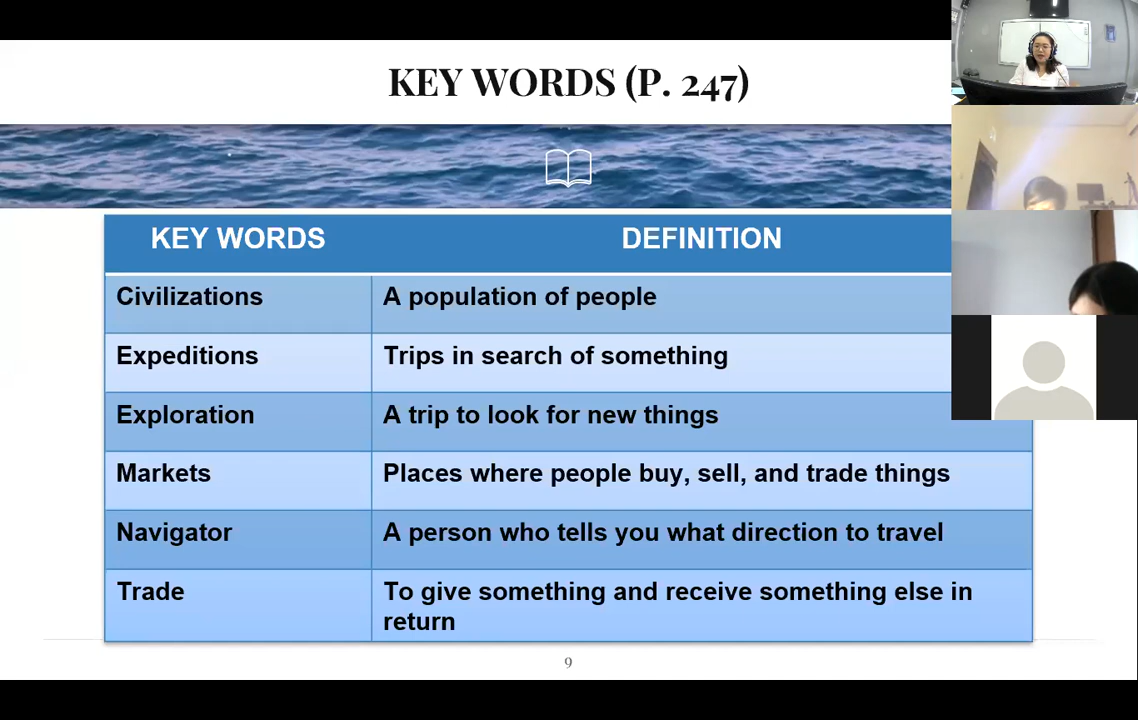 KEY WORDS (P. 247)
KEY WORDS DEFINITION
Civilizations A population of people
Expeditions Trips in search of something
Exploration A trip to look for new things
Markets Places where people buy, sell, and trade things
Navigator A person who tells you what direction to travel
Trade To give something and receive something else in
return
9